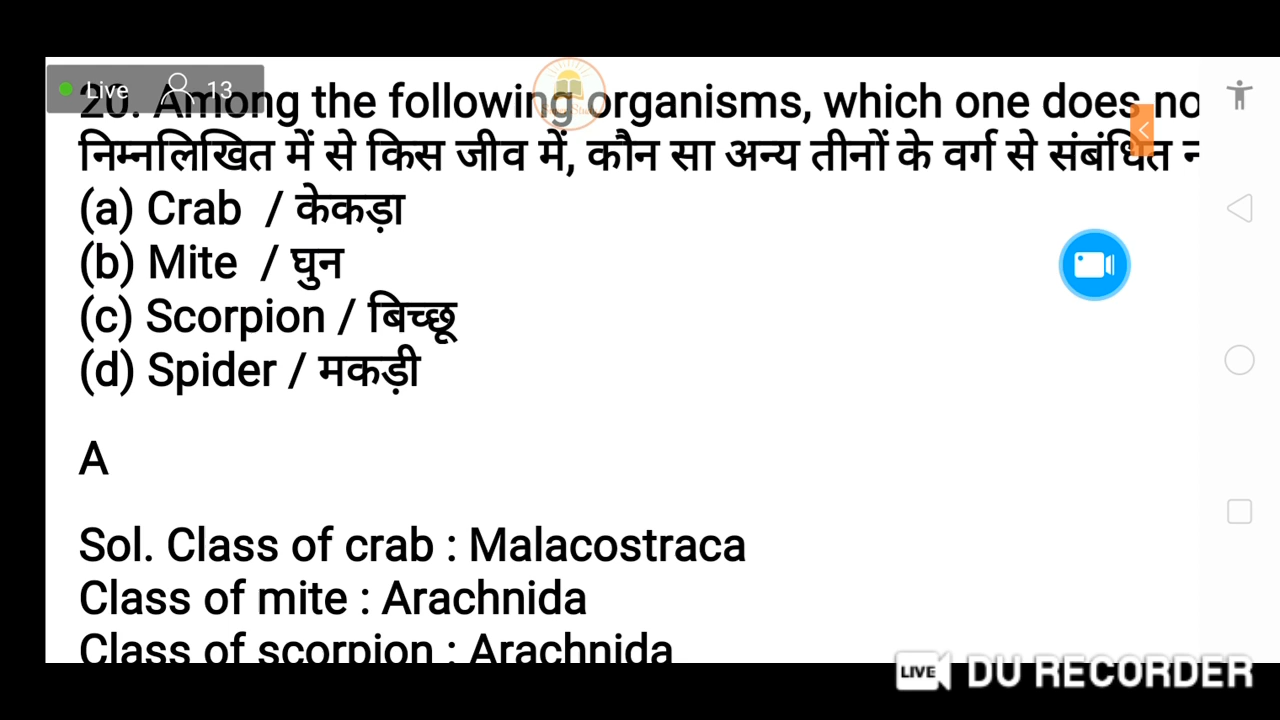 Live 13
20. Among the following organisms, which one does no
निम्नलिखित में से किस जीव में, कौन सा अन्य तीनों के वर्ग से संबंधित
(a) Crab / केकड़ा
(b) Mite / घुन
(c) Scorpion / बिच्छू
(d) Spider / मकड़ी
A
Sol. Class of crab : Malacostraca
Class of mite : Arachnida
Class of scorpion : Arachnida
LIVE DU RECORDER